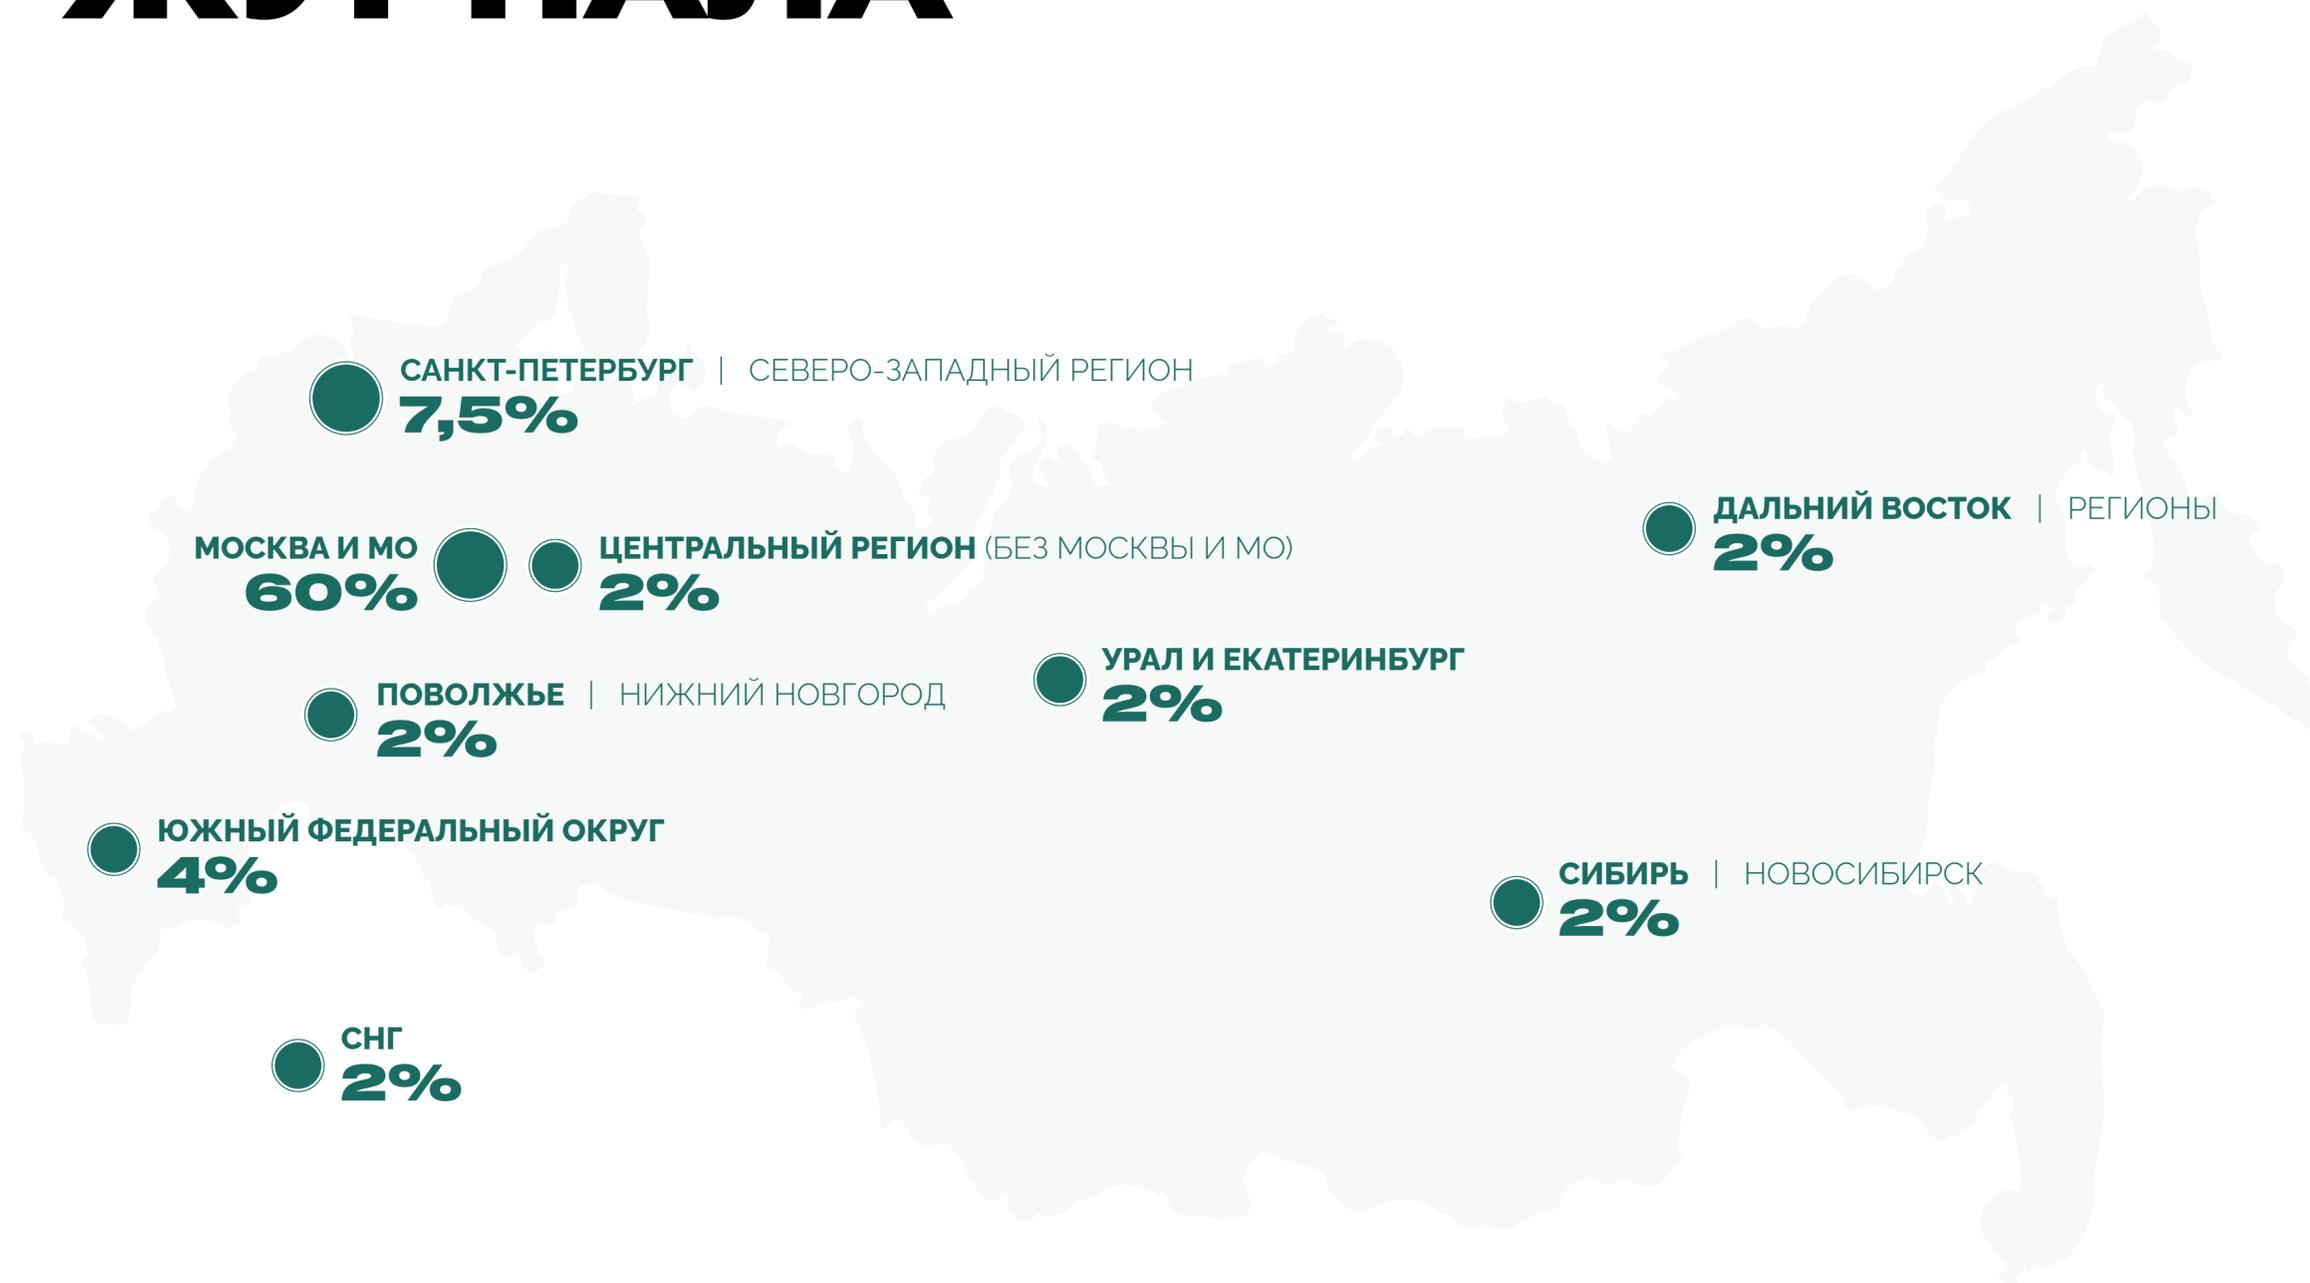 ЖУРНАЛА
САНКТ-ПЕТЕРБУРГ | СЕВЕРО-ЗАПАДНЫЙ РЕГИОН
7,5%
МОСКВА И МО
60%
ЦЕНТРАЛЬНЫЙ РЕГИОН (БЕЗ МОСКВЫ И МО)
2%
ДАЛЬНИЙ ВОСТОК | РЕГИОНЫ
2%
УРАЛ И ЕКАТЕРИНБУРГ
2%
ПОВОЛЖЬЕ | НИЖНИЙ НОВГОРОД
2%
ЮЖНЫЙ ФЕДЕРАЛЬНЫЙ ОКРУГ
4%
СИБИРЬ | НОВОСИБИРСК
2%
СНГ
2%